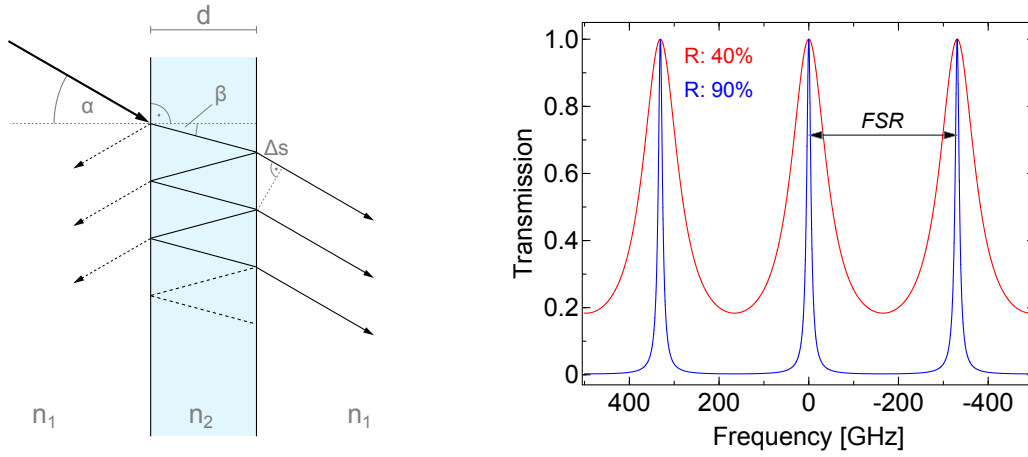 d
α
β
Δs
n₁
n₂
n₁
Transmission
1.0
0.8
0.6
0.4
0.2
0
R: 40%
R: 90%
FSR
400
200
0
-200
-400
Frequency [GHz]